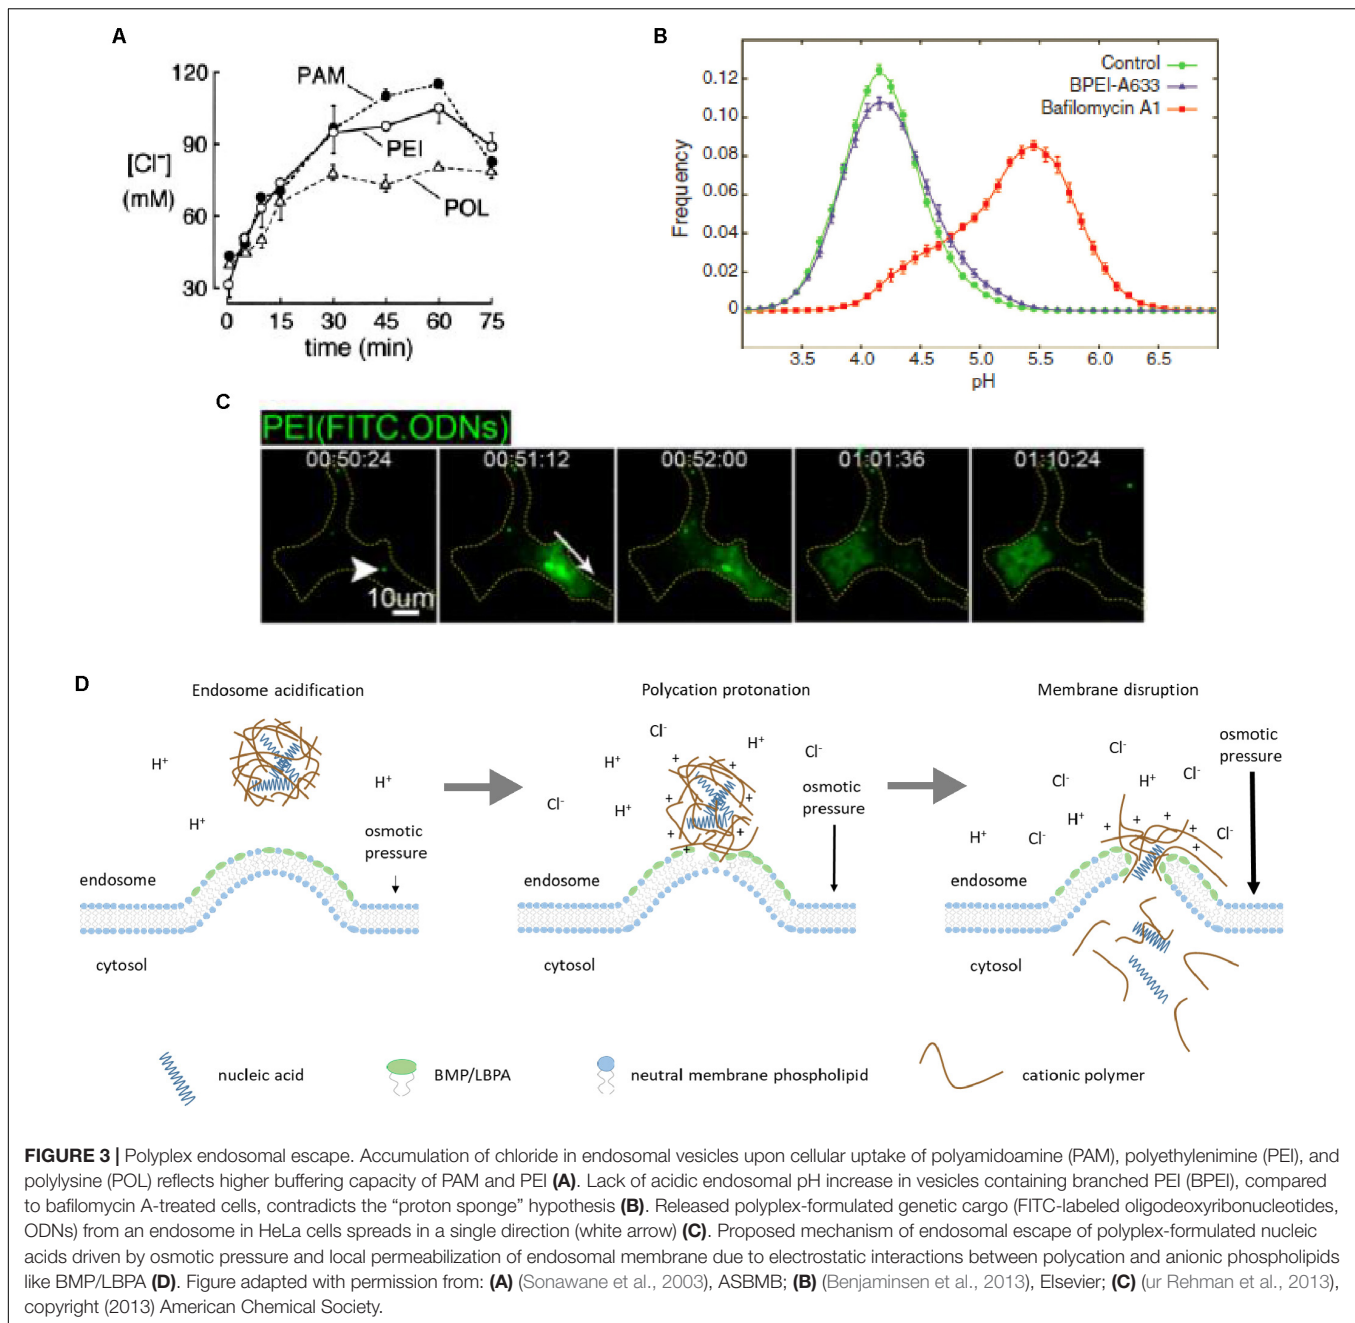 A
120
90
60
30
[Cl⁻]
(mM)
PAM
PEI
POL
0 15 30 45 60 75
time (min)
B
Control
BPEI-A633
Bafilomycin A1
0.12
0.10
0.08
0.06
0.04
0.02
0
Frequency
3.5 4.0 4.5 5.0 5.5 6.0 6.5
pH
C
PEI(FITC.ODNs)
00:50:24 00:51:12 00:52:00 01:01:36 01:10:24
10um
D
Endosome acidification
H⁺
H⁺
H⁺
osmotic
pressure
endosome
cytosol
Polycation protonation
Cl⁻
H⁺
Cl⁻
H⁺
+
+
osmotic
pressure
Cl⁻
H⁺
+
+
+
+
+
endosome
cytosol
Membrane disruption
osmotic
pressure
Cl⁻
Cl⁻
H⁺
Cl⁻
H⁺
+
+
+
+
H⁺
Cl⁻
Cl⁻
endosome
cytosol
nucleic acid
BMP/LBPA
neutral membrane phospholipid
cationic polymer
FIGURE 3 | Polyplex endosomal escape. Accumulation of chloride in endosomal vesicles upon cellular uptake of polyamidoamine (PAM), polyethylenimine (PEI), and
polylysine (POL) reflects higher buffering capacity of PAM and PEI (A). Lack of acidic endosomal pH increase in vesicles containing branched PEI (BPEI), compared
to bafilomycin A-treated cells, contradicts the “proton sponge” hypothesis (B). Released polyplex-formulated genetic cargo (FITC-labeled oligodeoxyribonucleotides,
ODNs) from an endosome in HeLa cells spreads in a single direction (white arrow) (C). Proposed mechanism of endosomal escape of polyplex-formulated nucleic
acids driven by osmotic pressure and local permeabilization of endosomal membrane due to electrostatic interactions between polycation and anionic phospholipids
like BMP/LBPA (D). Figure adapted with permission from: (A) (Sonawane et al., 2003), ASBMB; (B) (Benjaminsen et al., 2013), Elsevier; (C) (ur Rehman et al., 2013),
copyright (2013) American Chemical Society.